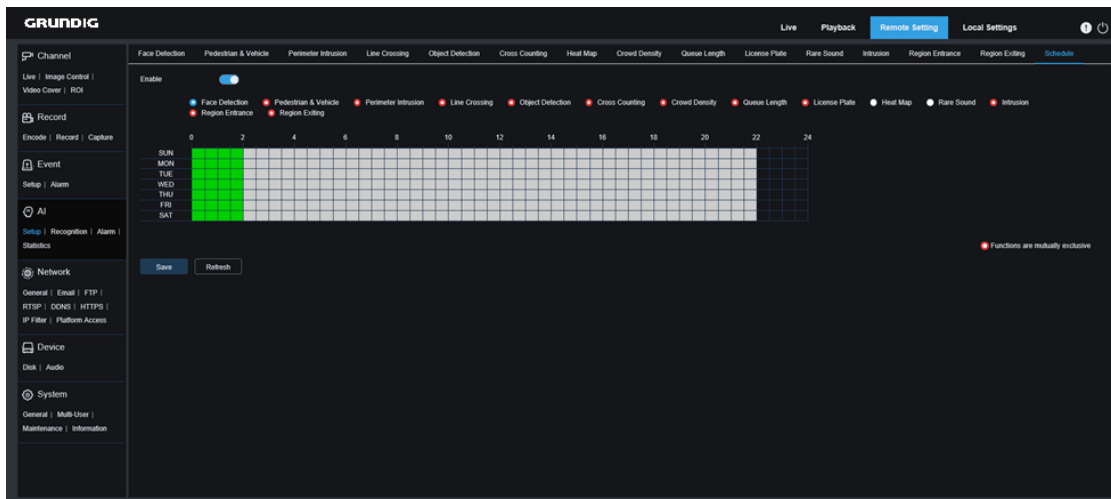 GRUNDIG
Live Playback Remote Setting Local Settings
Channel
Live | Image Control |
Video Cover | ROI
Record
Encode | Record | Capture
Event
Setup | Alarm
AI
Setup | Recognition | Alarm |
Statistics
Network
General | Email | FTP |
RTSP | DDNS | HTTPS |
IP Filter | Platform Access
Device
Disk | Audio
System
General | Multi-User |
Maintenance | Information
Face Detection Pedestrian & Vehicle Perimeter Intrusion Line Crossing Object Detection Cross Counting Heat Map Crowd Density Queue Length License Plate Rare Sound Intrusion Region Entrance Region Exiting Schedule
Enable
Face Detection Pedestrian & Vehicle Perimeter Intrusion Line Crossing Object Detection Cross Counting Crowd Density Queue Length License Plate Heat Map Rare Sound Intrusion
Region Entrance Region Exiting
0 2 4 6 8 10 12 14 16 18 20 22 24
SUN
MON
TUE
WED
THU
FRI
SAT
Functions are mutually exclusive
Save Refresh